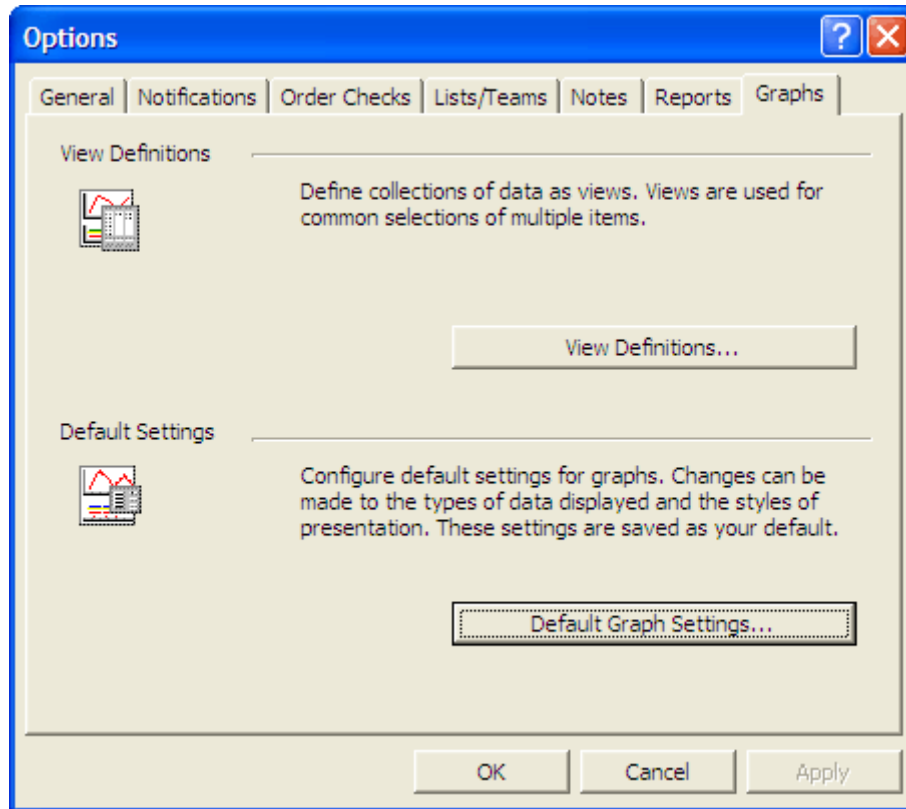 Options
General Notifications Order Checks Lists/Teams Notes Reports Graphs
View Definitions
Define collections of data as views. Views are used for
common selections of multiple items.
View Definitions...
Default Settings
Configure default settings for graphs. Changes can be
made to the types of data displayed and the styles of
presentation. These settings are saved as your default.
Default Graph Settings...
OK Cancel Apply